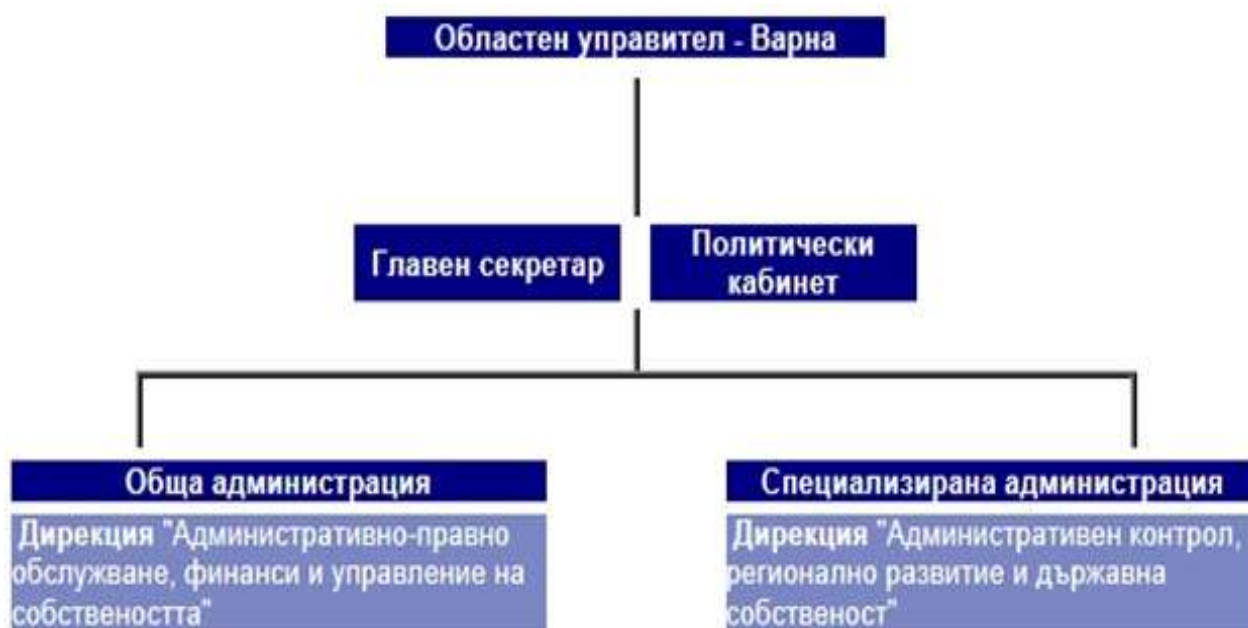 Областен управител - Варна
Главен секретар
Политически
кабинет
Обща администрация
Дирекция "Административно-правно
обслужване, финанси и управление на
собствеността"
Специализирана администрация
Дирекция "Административен контрол,
регионално развитие и държавна
собственост"